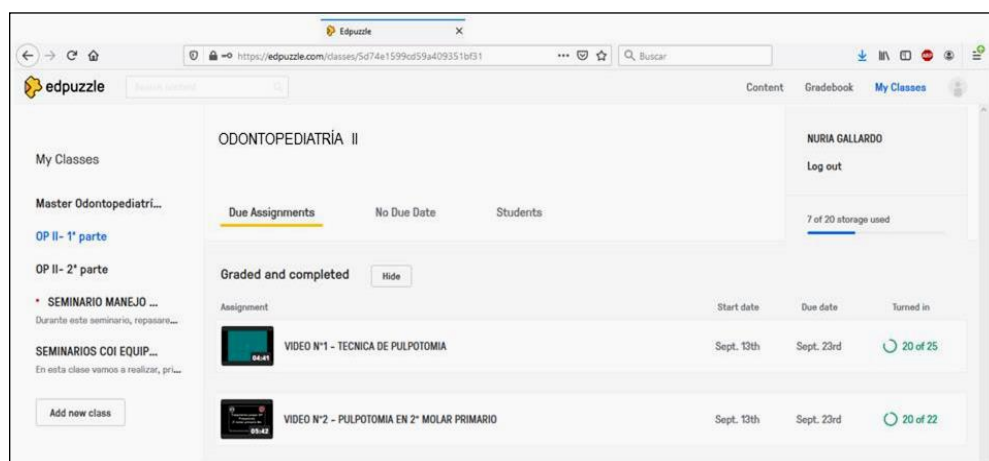 Edpuzzle
https://edpuzzle.com/classes/5d74e1599cd59a409351bf31
Buscar
edpuzzle
Content
Gradebook
My Classes
My Classes
Master Odontopediatrí...
OP II- 1ª parte
OP II- 2ª parte
SEMINARIO MANEJO ...
Durante este seminario, repasare...
SEMINARIOS COI EQUIP...
En esta clase vamos a realizar, pri...
Add new class
ODONTOPEDIATRÍA II
Due Assignments
No Due Date
Students
NURIA GALLARDO
Log out
7 of 20 storage used
Graded and completed
Hide
Assignment
Start date
Due date
Turned in
04:41
VIDEO Nº1 - TECNICA DE PULPOTOMIA
Sept. 13th
Sept. 23rd
20 of 25
05:42
VIDEO Nº2 - PULPOTOMIA EN 2º MOLAR PRIMARIO
Sept. 13th
Sept. 23rd
20 of 22